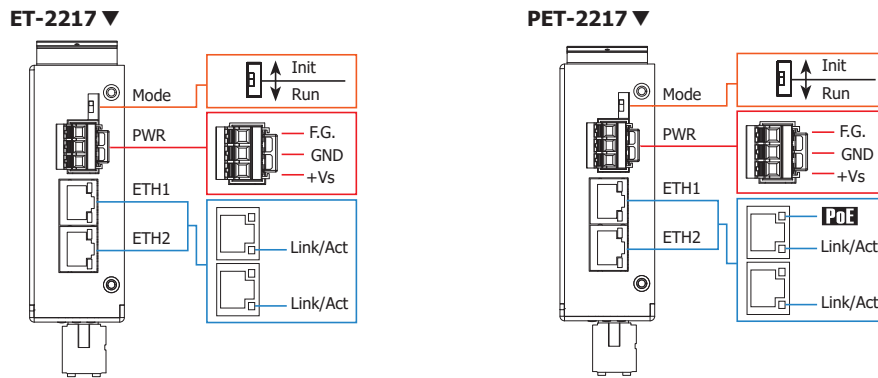 ET-2217▼
Mode
Init
Run
PWR
F.G.
GND
+Vs
ETH1
ETH2
Link/Act
Link/Act
PET-2217▼
Mode
Init
Run
PWR
F.G.
GND
+Vs
ETH1
ETH2
PoE
Link/Act
Link/Act